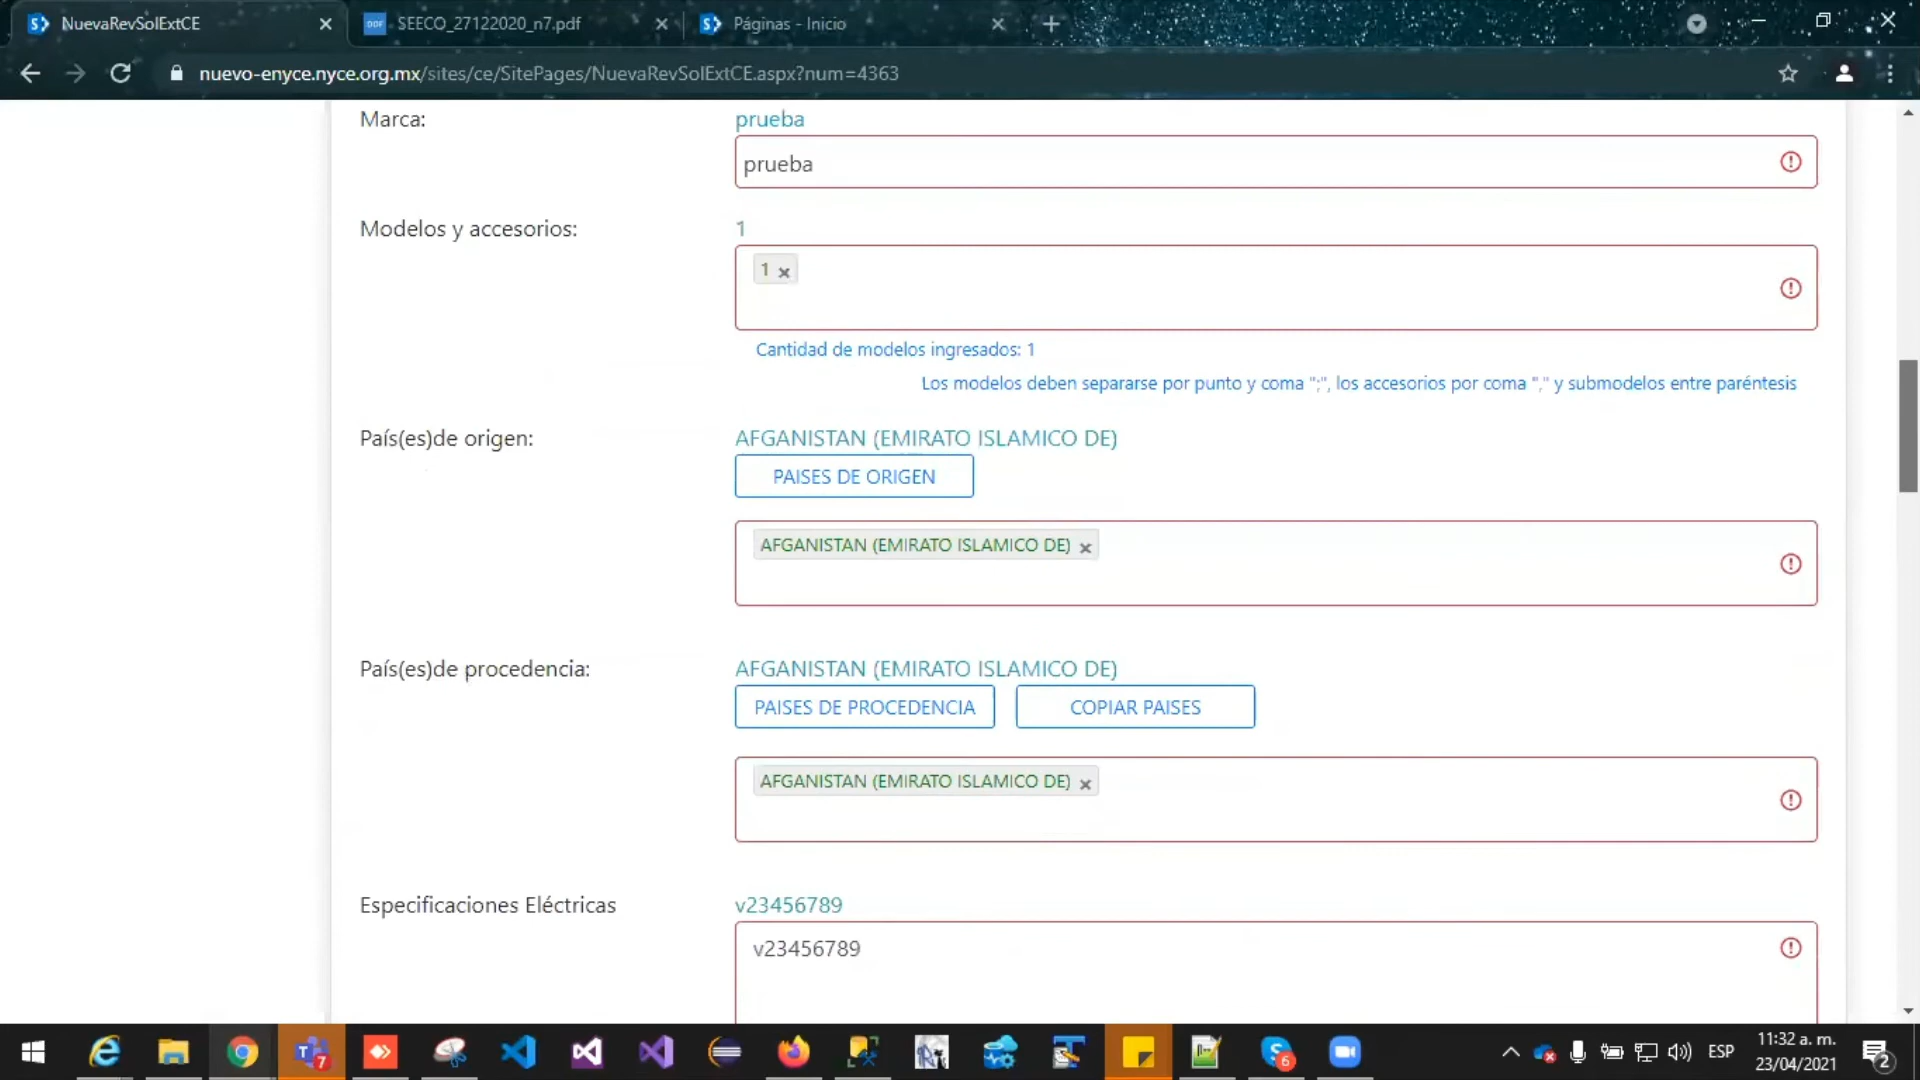 NuevaRevSolExtCE
SEECO_27122020_n7.pdf
Páginas - Inicio
nuevo-enyce.nyce.org.mx/sites/ce/SitePages/NuevaRevSolExtCE.aspx?num=4363
Marca:
prueba
prueba
Modelos y accesorios:
1
1
Cantidad de modelos ingresados: 1
Los modelos deben separarse por punto y coma ";", los accesorios por coma "," y submodelos entre paréntesis
País(es)de origen:
AFGANISTAN (EMIRATO ISLAMICO DE)
PAISES DE ORIGEN
AFGANISTAN (EMIRATO ISLAMICO DE)
País(es)de procedencia:
AFGANISTAN (EMIRATO ISLAMICO DE)
PAISES DE PROCEDENCIA
COPIAR PAISES
AFGANISTAN (EMIRATO ISLAMICO DE)
Especificaciones Eléctricas
v23456789
v23456789
7
6
ESP
11:32 a. m.
23/04/2021
2